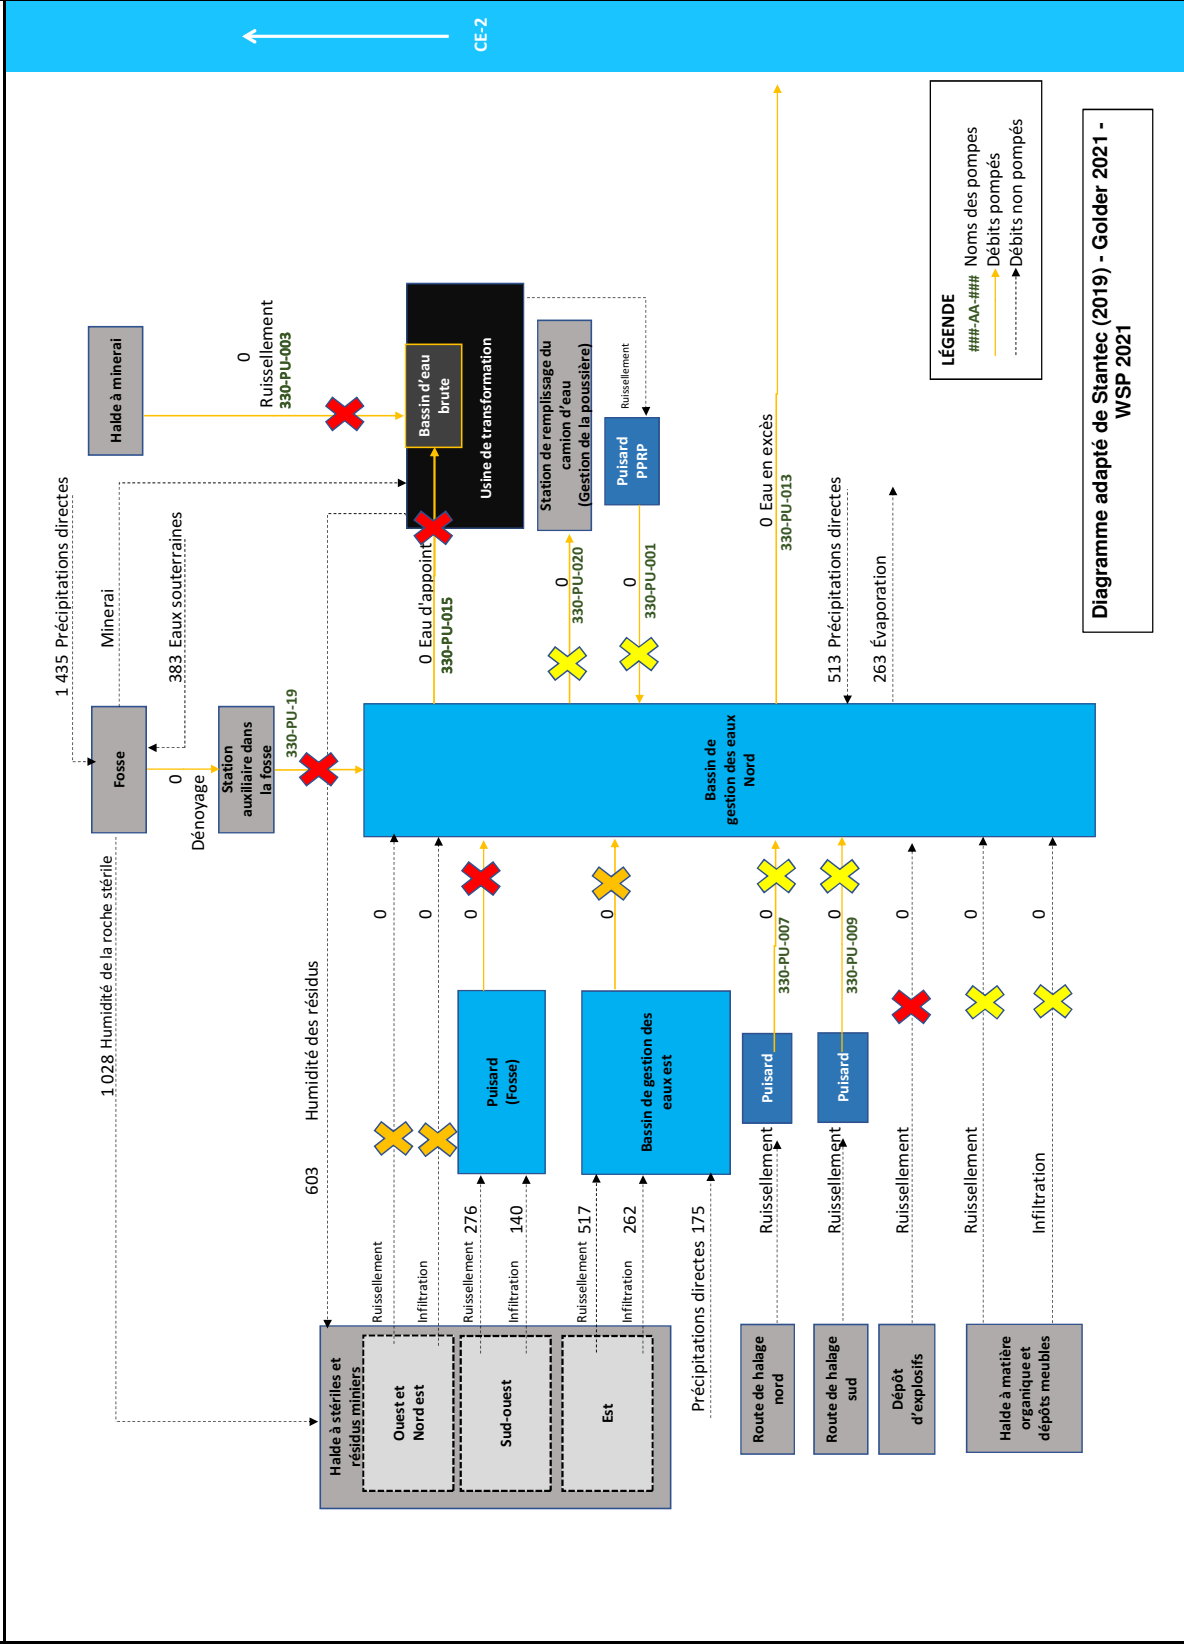 CE-2
1 435 Précipitations directes
Minerai
383 Eaux souterraines
Fosse
0
Dénoyage
Station
auxiliaire dans
la fosse
330-PU-19
1 028 Humidité de la roche stérile
603
Humidité des résidus
Halde à minerai
0
Ruissellement
330-PU-003
Bassin d'eau
brute
Usine de transformation
0 Eau d'appoint
330-PU-015
Station de remplissage du
camion d'eau
(Gestion de la poussière)
0
330-PU-020
Ruissellement
Puisard
PPRP
0
330-PU-001
0 Eau en excès
330-PU-013
513 Précipitations directes
263 Évaporation
Bassin de
gestion des eaux
Nord
Halde à stériles et
résidus miniers
Ouest et
Nord est
Ruissellement
0
Infiltration
0
Sud-ouest
Ruissellement 276
Infiltration
140
Puisard
(Fosse)
0
Est
Ruissellement 517
Infiltration
262
Précipitations directes 175
Bassin de gestion des
eaux est
0
Route de halage
nord
Ruissellement
Puisard
0
330-PU-007
Route de halage
sud
Ruissellement
Puisard
0
330-PU-009
Dépôt
d'explosifs
Ruissellement
0
Halde à matière
organique et
dépôts meubles
Ruissellement
0
Infiltration
0
LÉGENDE
###-AA-### Noms des pompes
Débits pompés
Débits non pompés
Diagramme adapté de Stantec (2019) - Golder 2021 -
WSP 2021